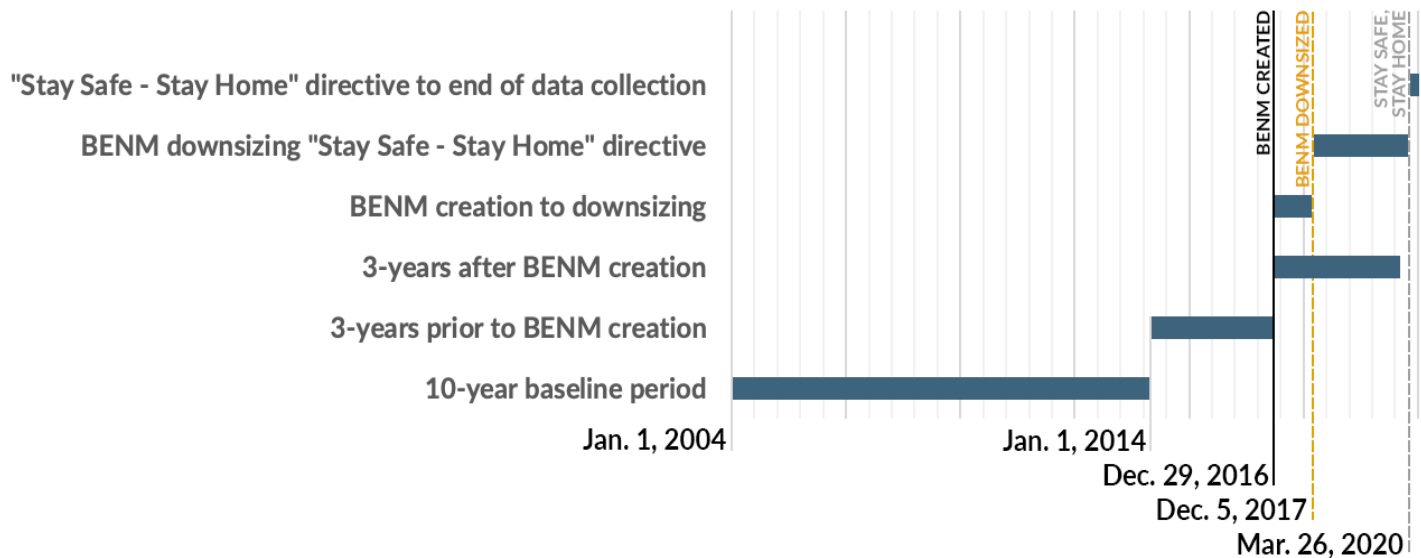 BENM CREATED
BENM DOWNSIZED
STAY SAFE,
STAY HOME
"Stay Safe - Stay Home" directive to end of data collection
BENM downsizing "Stay Safe - Stay Home" directive
BENM creation to downsizing
3-years after BENM creation
3-years prior to BENM creation
10-year baseline period
Jan. 1, 2004
Jan. 1, 2014
Dec. 29, 2016
Dec. 5, 2017
Mar. 26, 2020